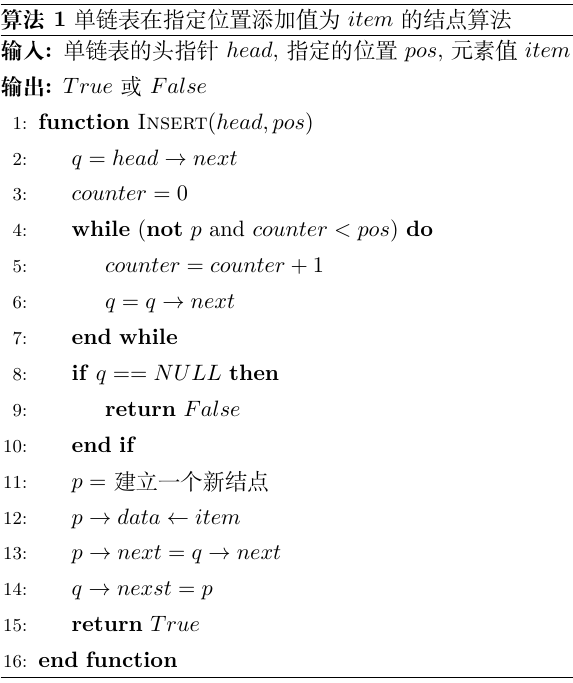 算法 1 单链表在指定位置添加值为 item 的结点算法
输入: 单链表的头指针 head, 指定的位置 pos, 元素值 item
输出: True 或 False
1: function INSERT(head, pos)
2: q = head → next
3: counter = 0
4: while (not p and counter < pos) do
5: counter = counter + 1
6: q = q → next
7: end while
8: if q == NULL then
9: return False
10: end if
11: p = 建立一个新结点
12: p → data ← item
13: p → next = q → next
14: q → nexst = p
15: return True
16: end function